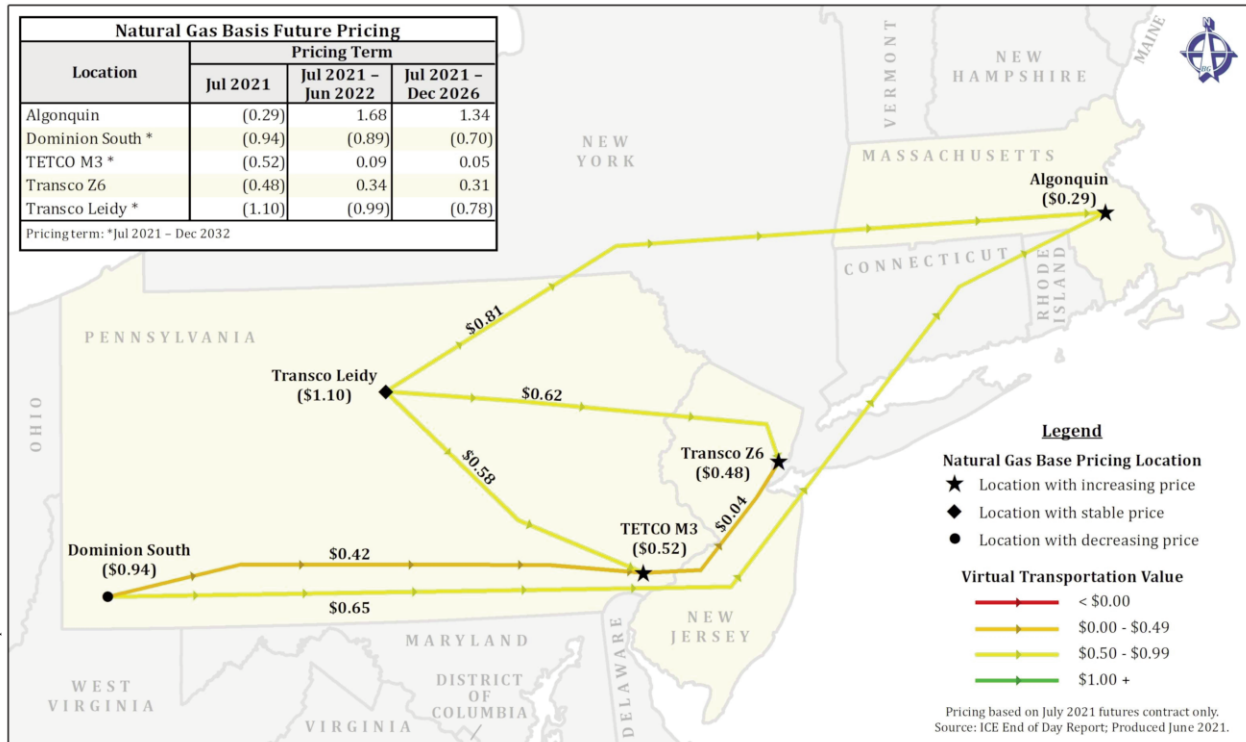 Natural Gas Basis Future Pricing
Location
Pricing Term
Jul 2021
Jul 2021 –
Jun 2022
Jul 2021 –
Dec 2026
Algonquin (0.29) 1.68 1.34
Dominion South * (0.94) (0.89) (0.70)
TETCO M3 * (0.52) 0.09 0.05
Transco Z6 (0.48) 0.34 0.31
Transco Leidy * (1.10) (0.99) (0.78)
Pricing term: *Jul 2021 – Dec 2032
N
VERMONT
NEW
HAMPSHIRE
MAINE
NEW
YORK
MASSACHUSETTS
Algonquin
($0.29)
CONNECTICUT
RHODE
ISLAND
PENNSYLVANIA
$0.81
Transco Leidy
($1.10)
$0.62
OHIO
$0.58
Transco Z6
($0.48)
$0.04
TETCO M3
($0.52)
Dominion South
($0.94)
$0.42
$0.65
NEW
JERSEY
MARYLAND
DELAWARE
WEST
VIRGINIA
DISTRICT
OF
COLUMBIA
VIRGINIA
Legend
Natural Gas Base Pricing Location
Location with increasing price
Location with stable price
Location with decreasing price
Virtual Transportation Value
< $0.00
$0.00 - $0.49
$0.50 - $0.99
$1.00 +
Pricing based on July 2021 futures contract only.
Source: ICE End of Day Report; Produced June 2021.